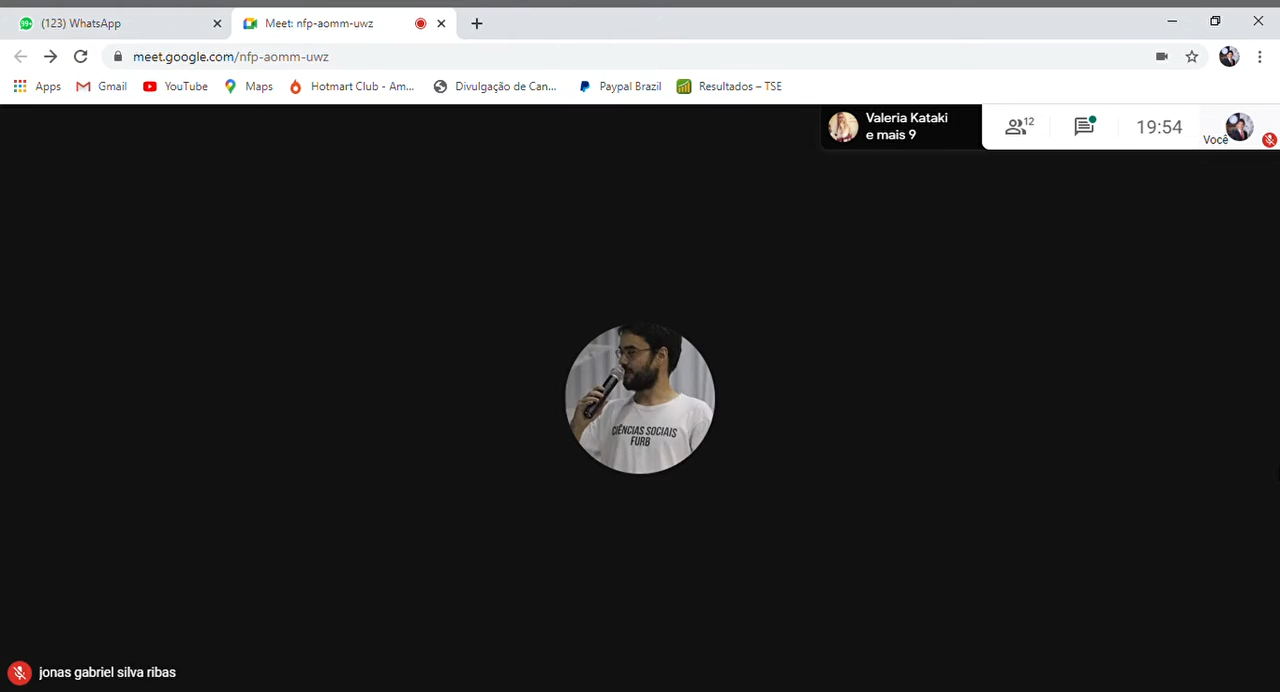 99+
(123) WhatsApp
Meet: nfp-aomm-uwz
meet.google.com/nfp-aomm-uwz
Apps
Gmail
YouTube
Maps
Hotmart Club - Am...
Divulgação de Can...
Paypal Brazil
Resultados – TSE
Valeria Kataki
e mais 9
12
19:54
Você
CIÊNCIAS SOCIAIS
FURB
jonas gabriel silva ribas